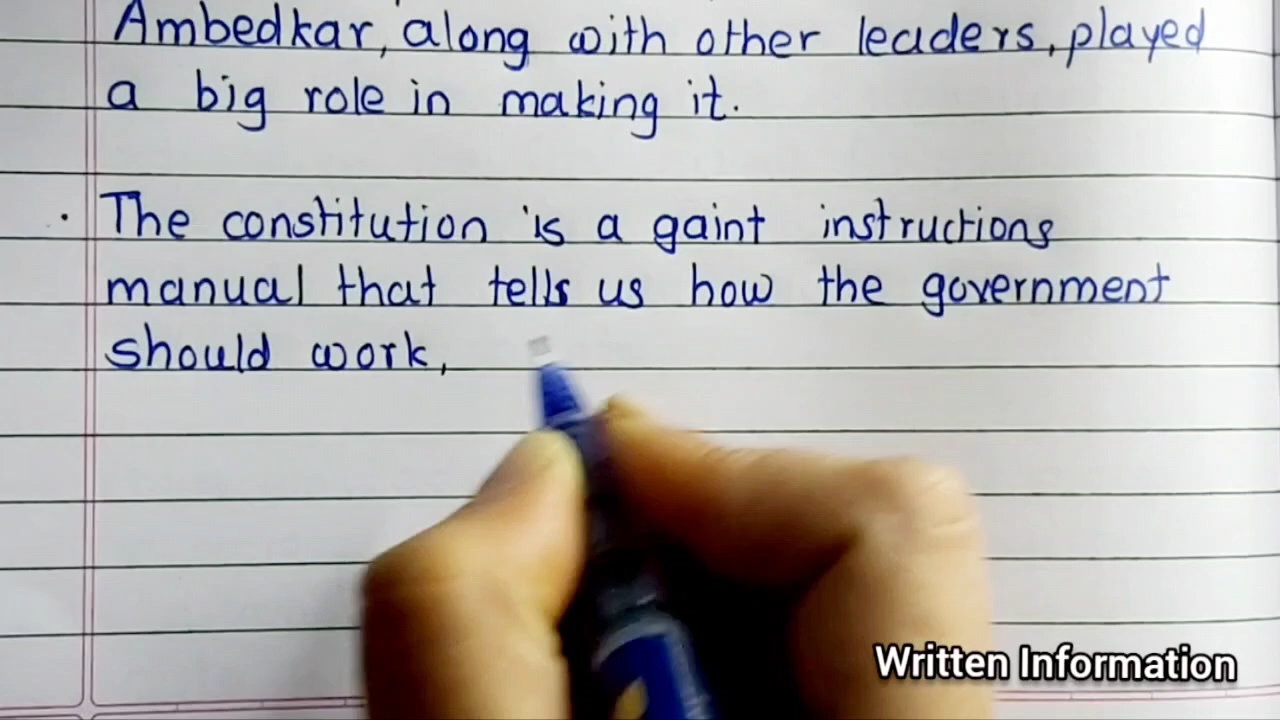 Ambedkar, along with other leaders, played
a big role in making it.
· The constitution is a gaint instructions
manual that tells us how the government
should work,
Written Information